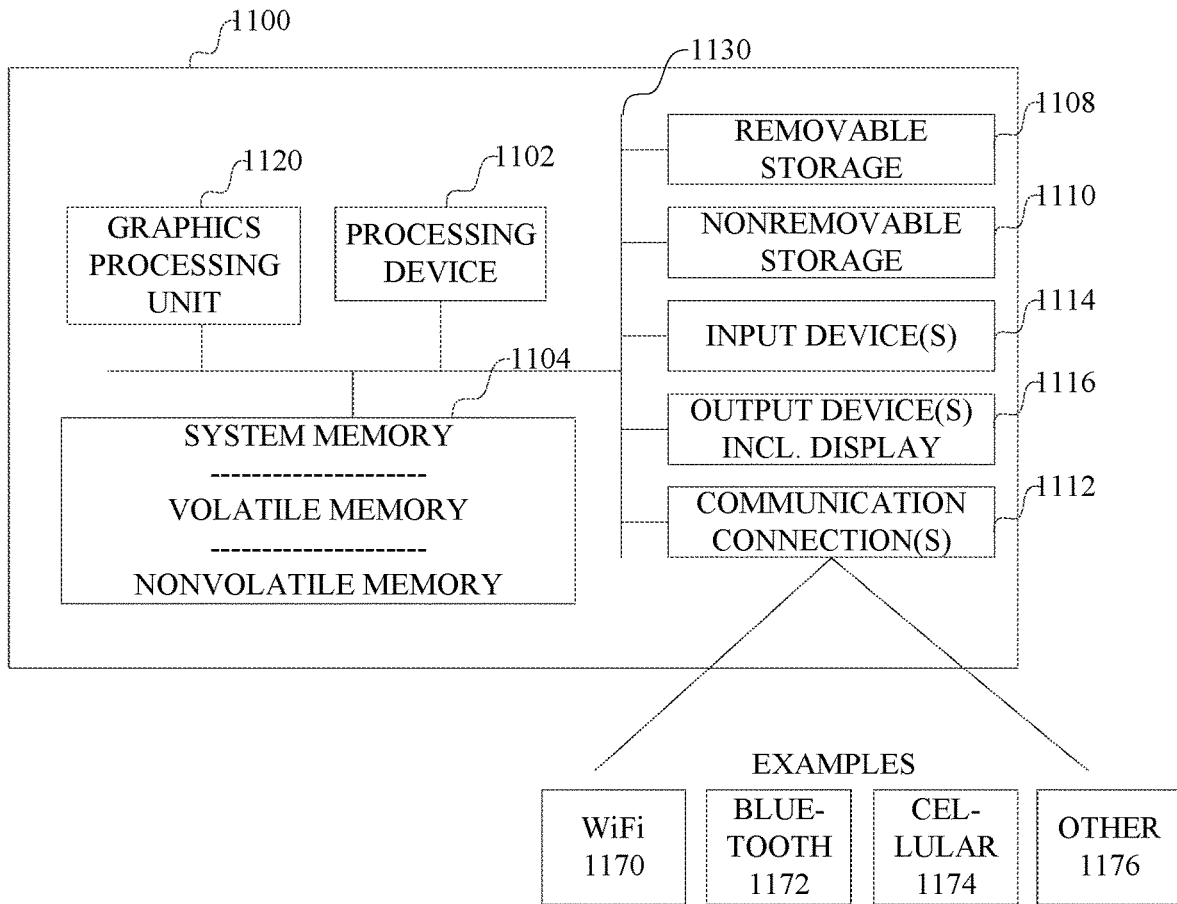 1100
1130
1108
REMOVABLE
STORAGE
1120
1102
1110
GRAPHICS
PROCESSING
UNIT
PROCESSING
DEVICE
NONREMOVABLE
STORAGE
1114
INPUT DEVICE(S)
1104
1116
OUTPUT DEVICE(S)
INCL. DISPLAY
SYSTEM MEMORY
--------------------
VOLATILE MEMORY
--------------------
NONVOLATILE MEMORY
1112
COMMUNICATION
CONNECTION(S)
EXAMPLES
WiFi
1170
BLUE-
TOOTH
1172
CEL-
LULAR
1174
OTHER
1176